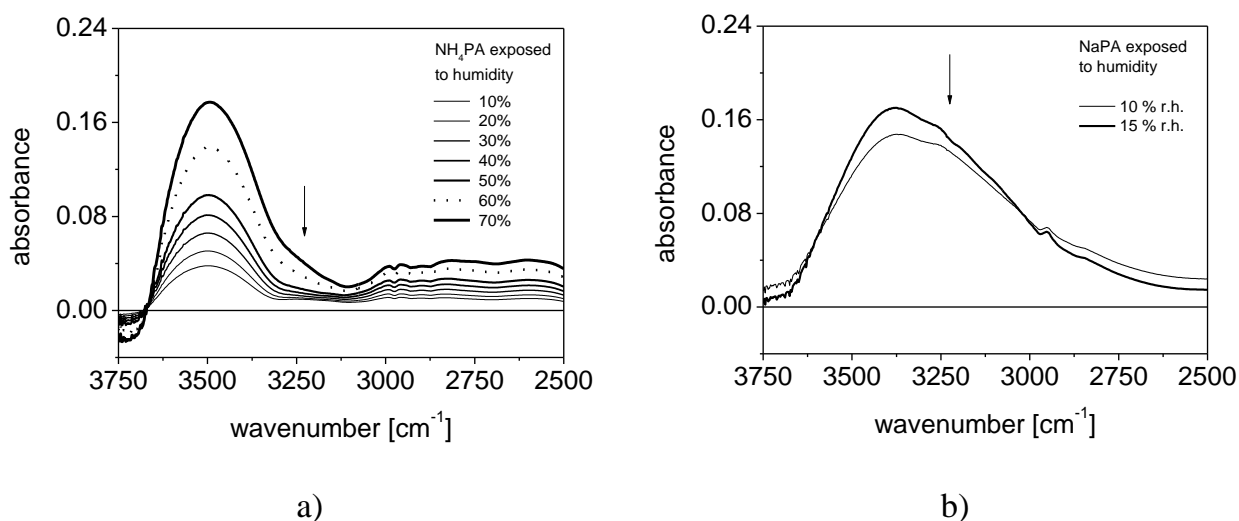 0.24
0.16
0.08
0.00
absorbance
NH4PA exposed
to humidity
10%
20%
30%
40%
50%
60%
70%
3750 3500 3250 3000 2750 2500
wavenumber [cm-1]
a)
0.24
0.16
0.08
0.00
absorbance
NaPA exposed
to humidity
10 % r.h.
15 % r.h.
3750 3500 3250 3000 2750 2500
wavenumber [cm-1]
b)